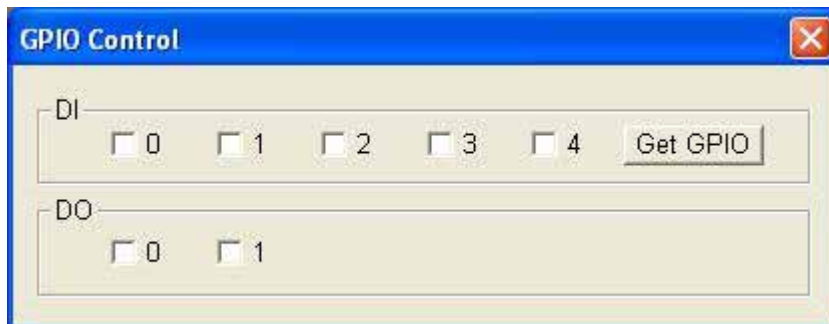 GPIO Control
DI
0 1 2 3 4 Get GPIO
DO
0 1